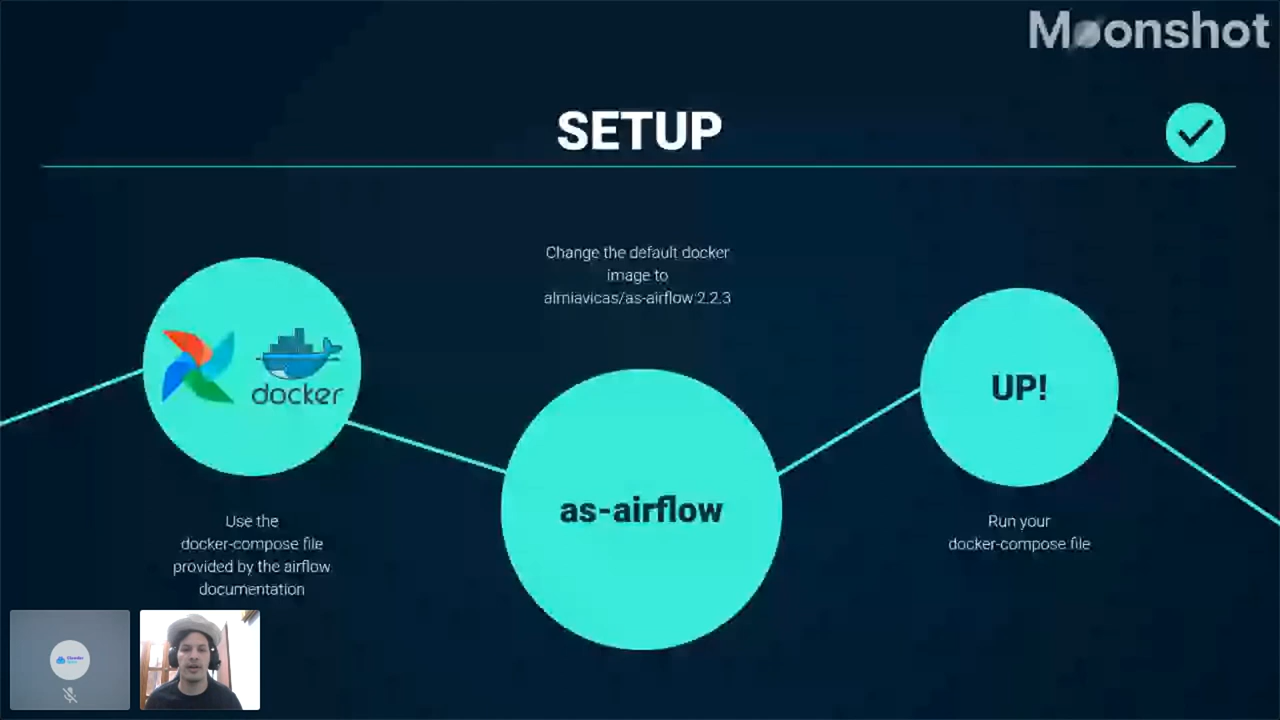 Moonshot
SETUP
Change the default docker
image to
almiavicas/as-airflow:2.2.3
docker
UP!
as-airflow
Use the
docker-compose file
provided by the airflow
documentation
Run your
docker-compose file